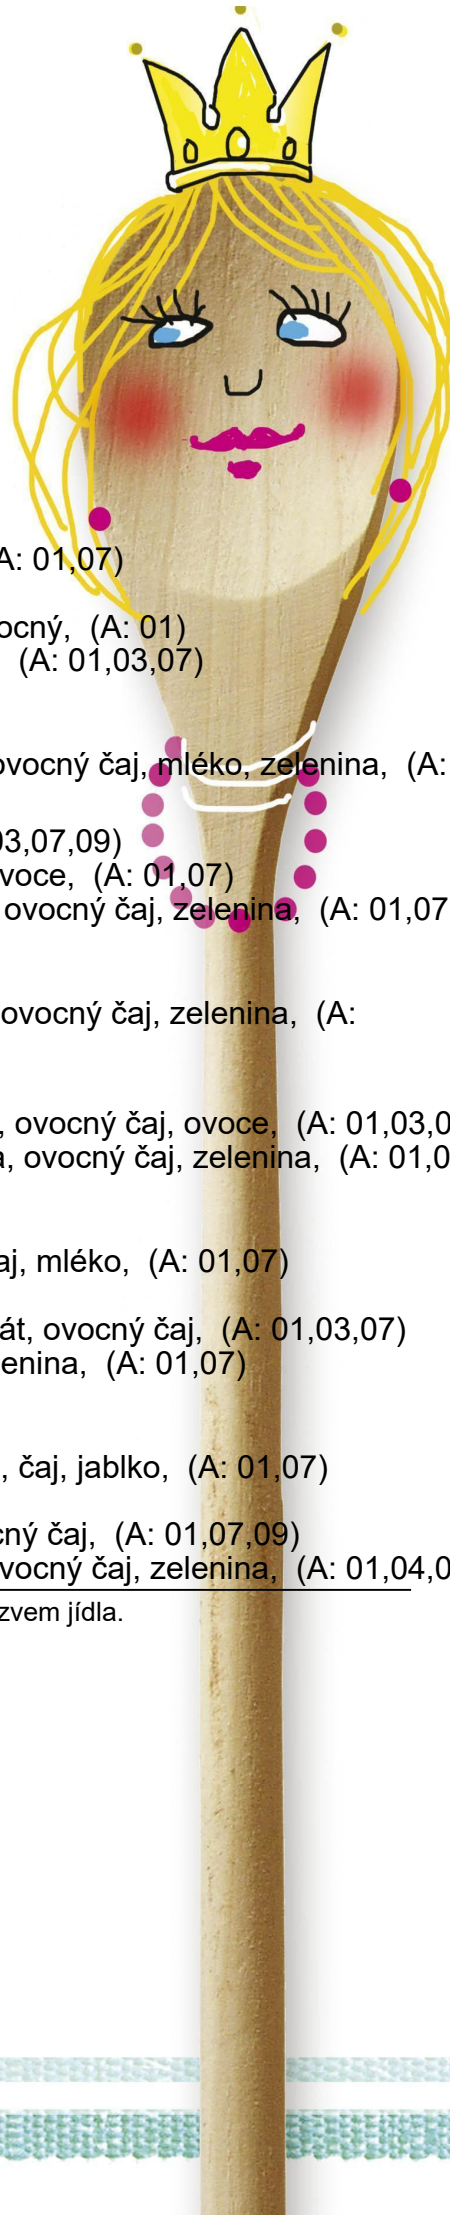 A: 01,07)
ocný, (A: 01)
(A: 01,03,07)
ovocný čaj, mléko, zelenina, (A:
03,07,09)
voce, (A: 01,07)
ovocný čaj, zelenina, (A: 01,07
ovocný čaj, zelenina, (A:
, ovocný čaj, ovoce, (A: 01,03,0
a, ovocný čaj, zelenina, (A: 01,0
aj, mléko, (A: 01,07)
át, ovocný čaj, (A: 01,03,07)
enina, (A: 01,07)
, čaj, jablko, (A: 01,07)
cný čaj, (A: 01,07,09)
vocný čaj, zelenina, (A: 01,04,0
zvem jídla.